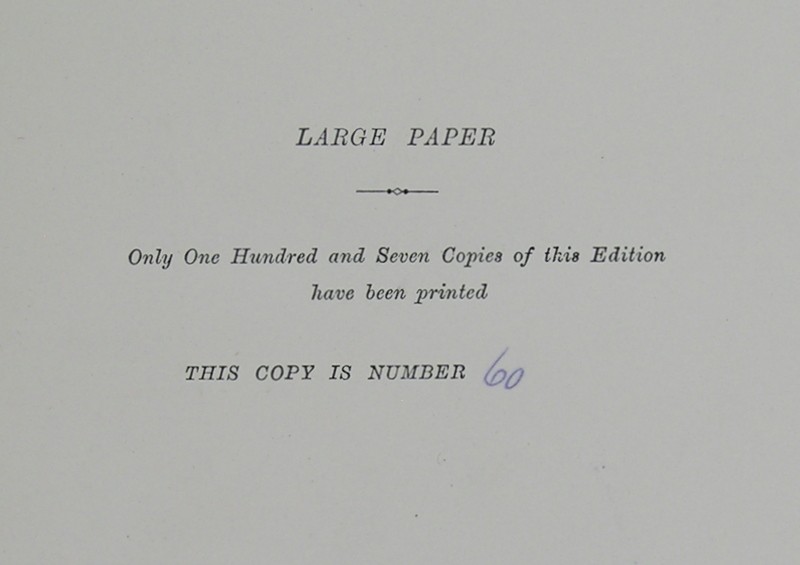 LARGE PAPER
Only One Hundred and Seven Copies of this Edition
have been printed
THIS COPY IS NUMBER 60